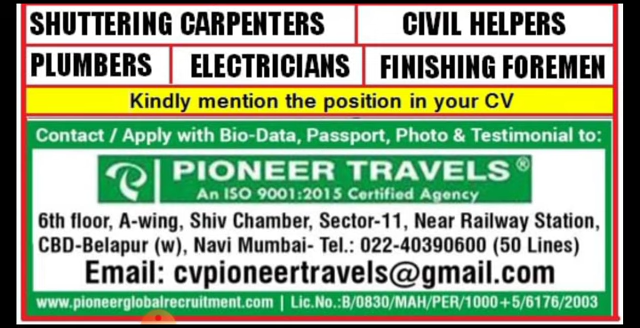 SHUTTERING CARPENTERS CIVIL HELPERS
PLUMBERS ELECTRICIANS FINISHING FOREMEN
Kindly mention the position in your CV
Contact / Apply with Bio-Data, Passport, Photo & Testimonial to:
PIONEER TRAVELS®
An ISO 9001:2015 Certified Agency
6th floor, A-wing, Shiv Chamber, Sector-11, Near Railway Station,
CBD-Belapur (w), Navi Mumbai- Tel.: 022-40390600 (50 Lines)
Email: cvpioneertravels@gmail.com
www.pioneerglobalrecruitment.com | Lic.No.:B/0830/MAH/PER/1000+5/6176/2003